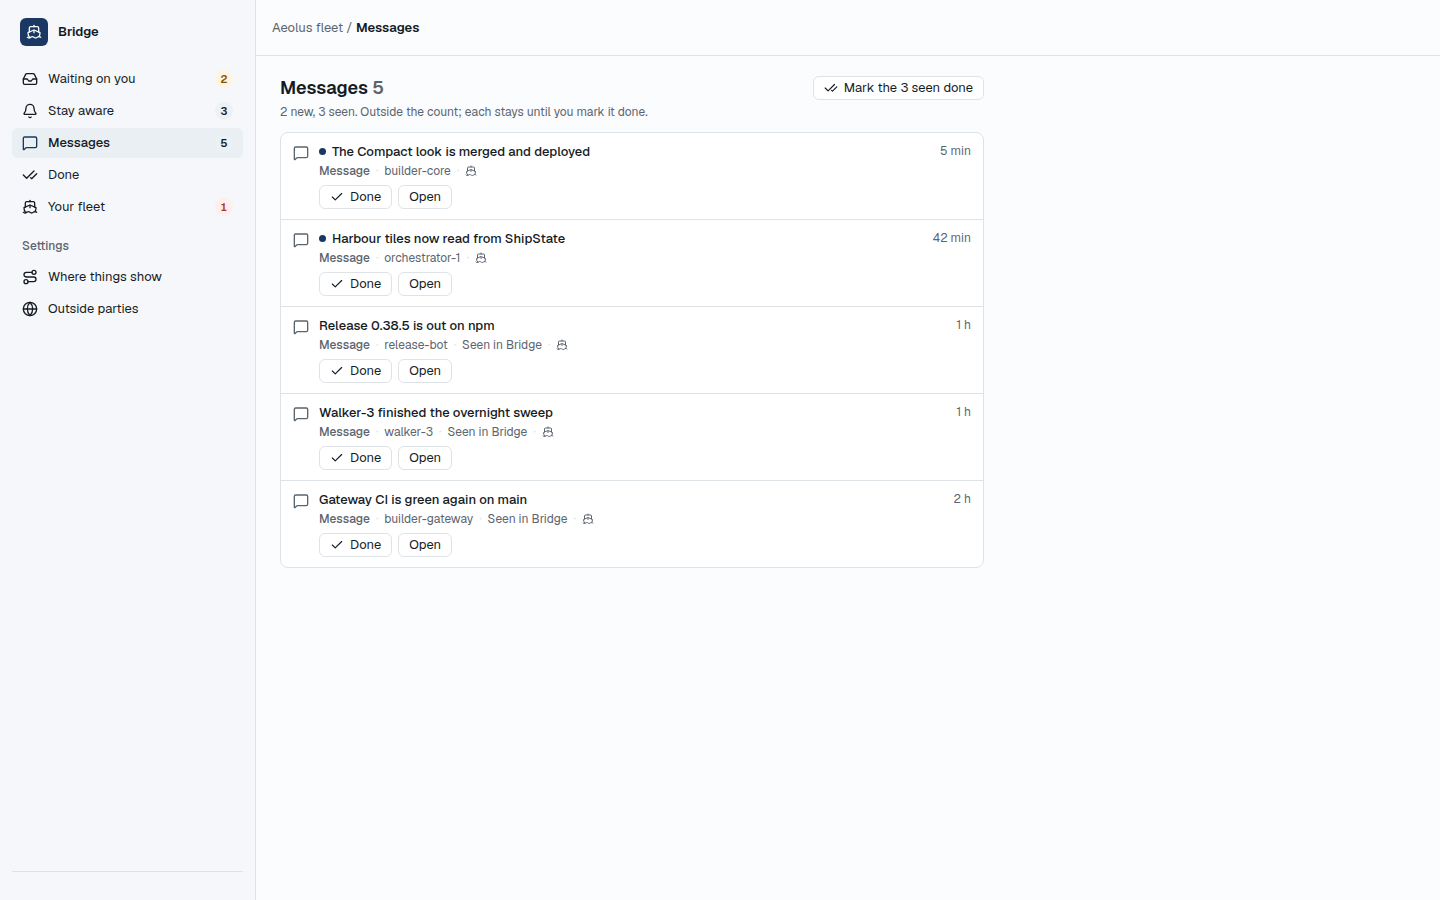 Bridge
Waiting on you 2
Stay aware 3
Messages 5
Done
Your fleet 1
Settings
Where things show
Outside parties
Aeolus fleet / Messages
Messages 5
Mark the 3 seen done
2 new, 3 seen. Outside the count; each stays until you mark it done.
The Compact look is merged and deployed 5 min
Message · builder-core ·
Done Open
Harbour tiles now read from ShipState 42 min
Message · orchestrator-1 ·
Done Open
Release 0.38.5 is out on npm 1 h
Message · release-bot · Seen in Bridge ·
Done Open
Walker-3 finished the overnight sweep 1 h
Message · walker-3 · Seen in Bridge ·
Done Open
Gateway CI is green again on main 2 h
Message · builder-gateway · Seen in Bridge ·
Done Open